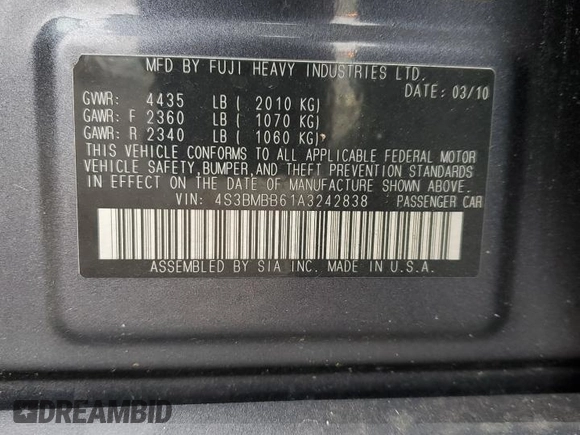 MFD BY FUJI HEAVY INDUSTRIES LTD.
DATE: 03/10
GVWR: 4435 LB ( 2010 KG)
GAWR: F 2360 LB ( 1070 KG)
GAWR: R 2340 LB ( 1060 KG)
THIS VEHICLE CONFORMS TO ALL APPLICABLE FEDERAL MOTOR
VEHICLE SAFETY, BUMPER, AND THEFT PREVENTION STANDARDS
IN EFFECT ON THE DATE OF MANUFACTURE SHOWN ABOVE.
VIN: 4S3BMBB61A3242838 PASSENGER CAR
ASSEMBLED BY SIA INC. MADE IN U.S.A.
DREAMBID